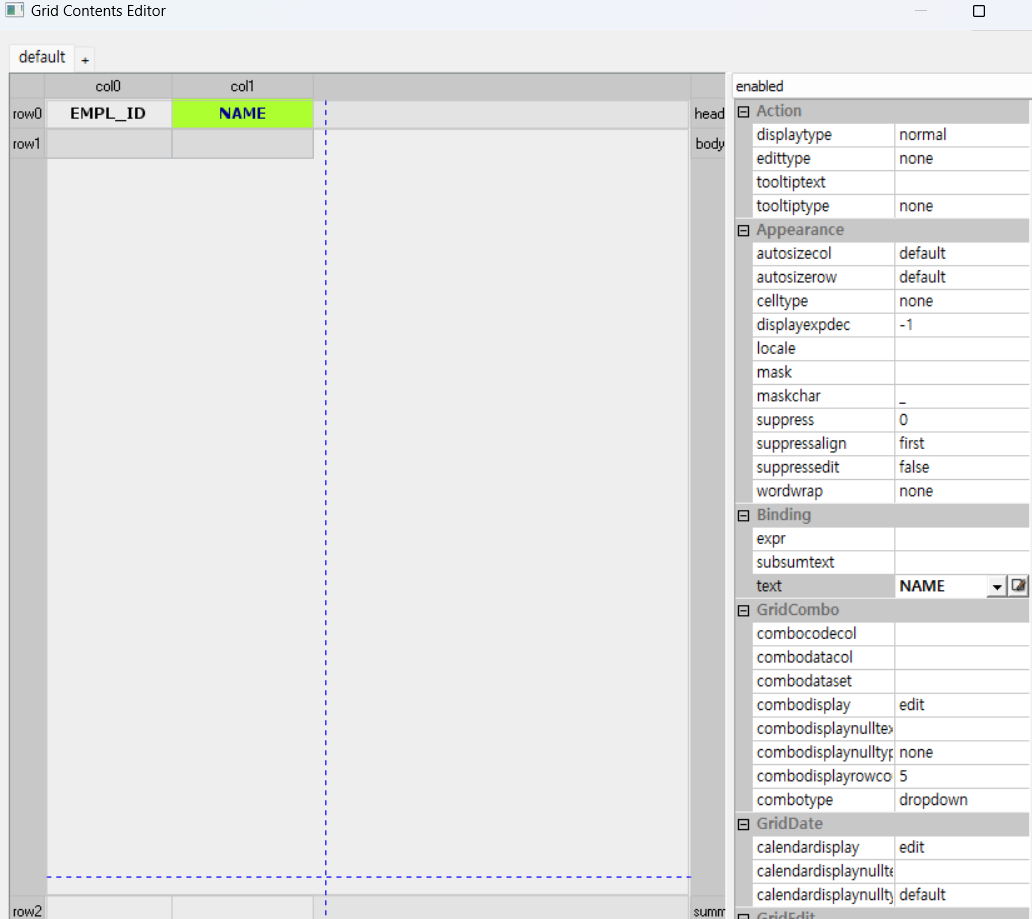 Grid Contents Editor
default +
col0 col1
row0 EMPL_ID NAME head
row1 body
row2 summ
enabled
Action
displaytype normal
edittype none
tooltiptext
tooltiptype none
Appearance
autosizecol default
autosizerow default
celltype none
displayexpdec -1
locale
mask
maskchar _
suppress 0
suppressalign first
suppressedit false
wordwrap none
Binding
expr
subsumtext
text NAME
GridCombo
combocodecol
combodatacol
combodataset
combodisplay edit
combodisplaynulltex
combodisplaynulltyp none
combodisplayrowcou 5
combotype dropdown
GridDate
calendardisplay edit
calendardisplaynullte
calendardisplaynullty default
GridEdit